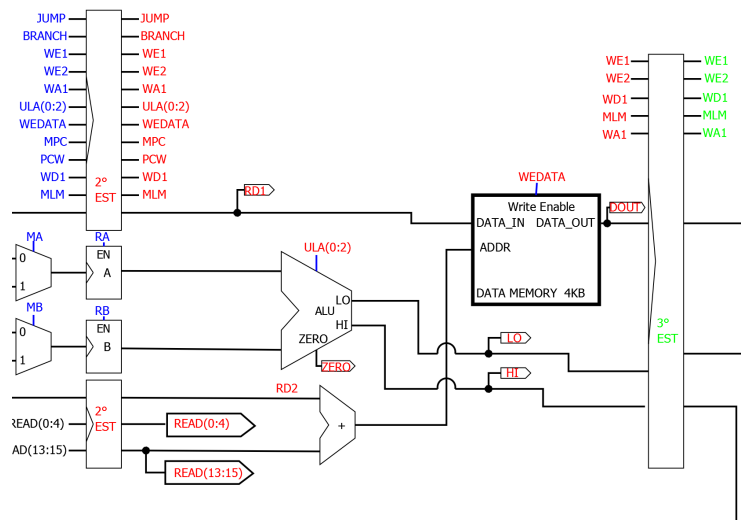 JUMP JUMP
BRANCH BRANCH
WE1 WE1
WE2 WE2
WA1 WA1
ULA(0:2) ULA(0:2)
WEDATA WEDATA
MPC MPC
PCW PCW
WD1 WD1
MLM MLM
2°
EST
WE1 WE1
WE2 WE2
WD1 WD1
MLM MLM
WA1 WA1
3°
EST
RD1
WEDATA
Write Enable
DATA_IN DATA_OUT
ADDR
DATA MEMORY 4KB
DOUT
MA
0
1
RA
EN
A
MB
0
1
RB
EN
B
ULA(0:2)
LO
ALU
HI
ZERO
ZERO
LO
HI
RD2
2°
EST
READ(0:4)
READ(0:4)
AD(13:15)
READ(13:15)
+